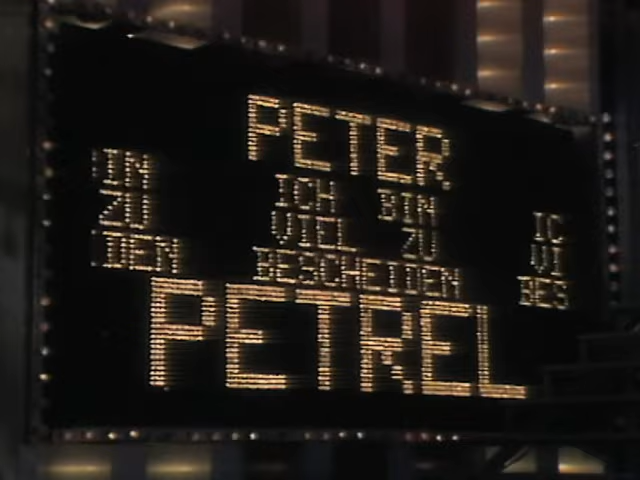 PETER,
IN ICH BIN IC
ZU VIEL ZU VI
DEN BESCHEIDEN BES
PETREL